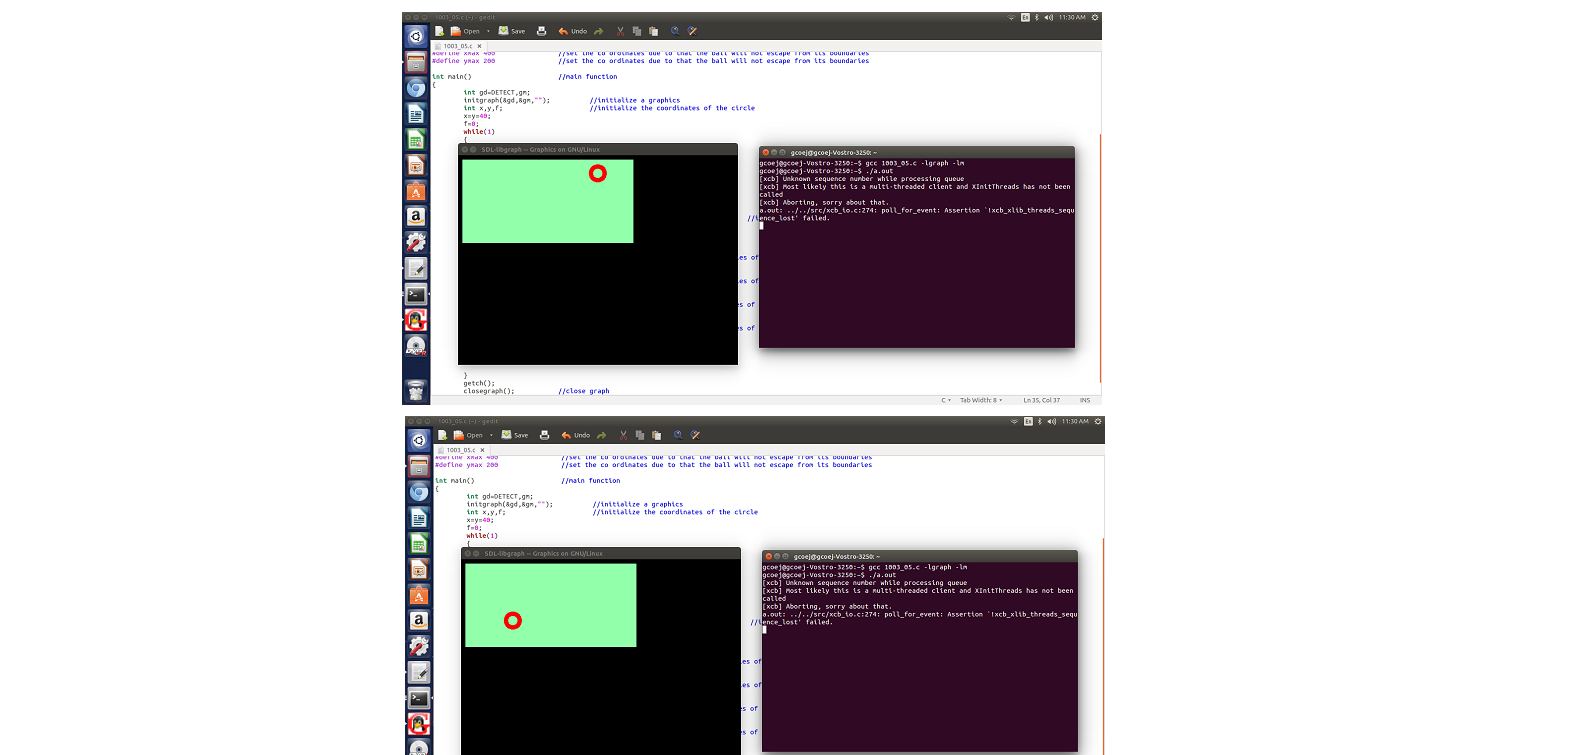 1003_05.c (~) - gedit
En 11:30 AM
Open Save Undo
1003_05.c ×
#define xmax 400 //set the co ordinates due to that the ball will not escape from its boundaries
#define ymax 200 //set the co ordinates due to that the ball will not escape from its boundaries
int main() //main function
{
int gd=DETECT,gm;
initgraph(&gd,&gm,""); //initialize a graphics
int x,y,f; //initialize the coordinates of the circle
x=y=40;
f=0;
while(1)
{
SDL-libgraph -- Graphics on GNU/Linux
gcoej@gcoej-Vostro-3250: ~
gcoej@gcoej-Vostro-3250:~$ gcc 1003_05.c -lgraph -lm
gcoej@gcoej-Vostro-3250:~$ ./a.out
[xcb] Unknown sequence number while processing queue
[xcb] Most likely this is a multi-threaded client and XInitThreads has not been
called
[xcb] Aborting, sorry about that.
a.out: ../../src/xcb_io.c:274: poll_for_event: Assertion `!xcb_xlib_threads_sequ
ence_lost' failed.
//i
es of
es of
s of
s of
}
getch();
closegraph(); //close graph
C Tab Width: 8 Ln 35, Col 37 INS
1003_05.c (~) - gedit
En 11:30 AM
Open Save Undo
1003_05.c ×
#define xmax 400 //set the co ordinates due to that the ball will not escape from its boundaries
#define ymax 200 //set the co ordinates due to that the ball will not escape from its boundaries
int main() //main function
{
int gd=DETECT,gm;
initgraph(&gd,&gm,""); //initialize a graphics
int x,y,f; //initialize the coordinates of the circle
x=y=40;
f=0;
while(1)
{
SDL-libgraph -- Graphics on GNU/Linux
gcoej@gcoej-Vostro-3250: ~
gcoej@gcoej-Vostro-3250:~$ gcc 1003_05.c -lgraph -lm
gcoej@gcoej-Vostro-3250:~$ ./a.out
[xcb] Unknown sequence number while processing queue
[xcb] Most likely this is a multi-threaded client and XInitThreads has not been
called
[xcb] Aborting, sorry about that.
a.out: ../../src/xcb_io.c:274: poll_for_event: Assertion `!xcb_xlib_threads_sequ
ence_lost' failed.
//i
es of
es of
s of
s of